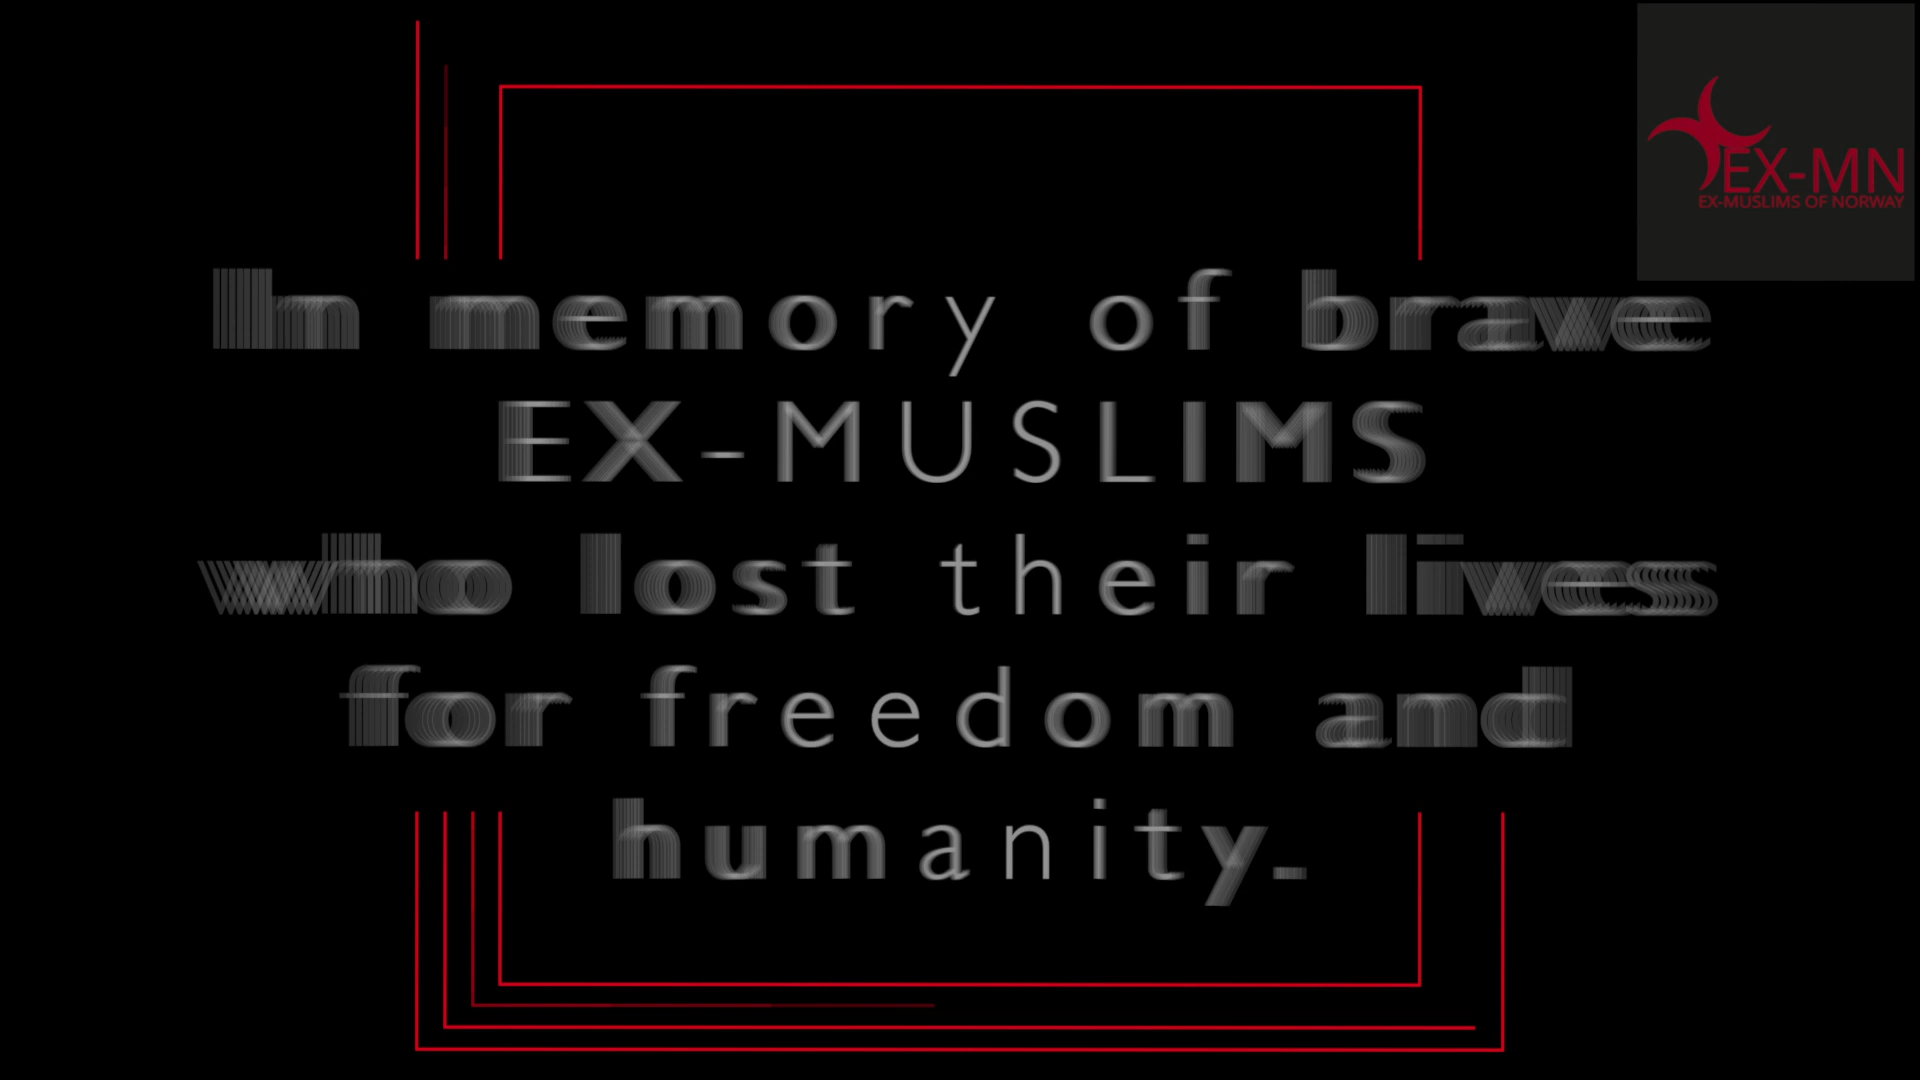 EX-MN
EX-MUSLIMS OF NORWAY
In memory of brave
EX-MUSLIMS
who lost their lives
for freedom and
humanity.